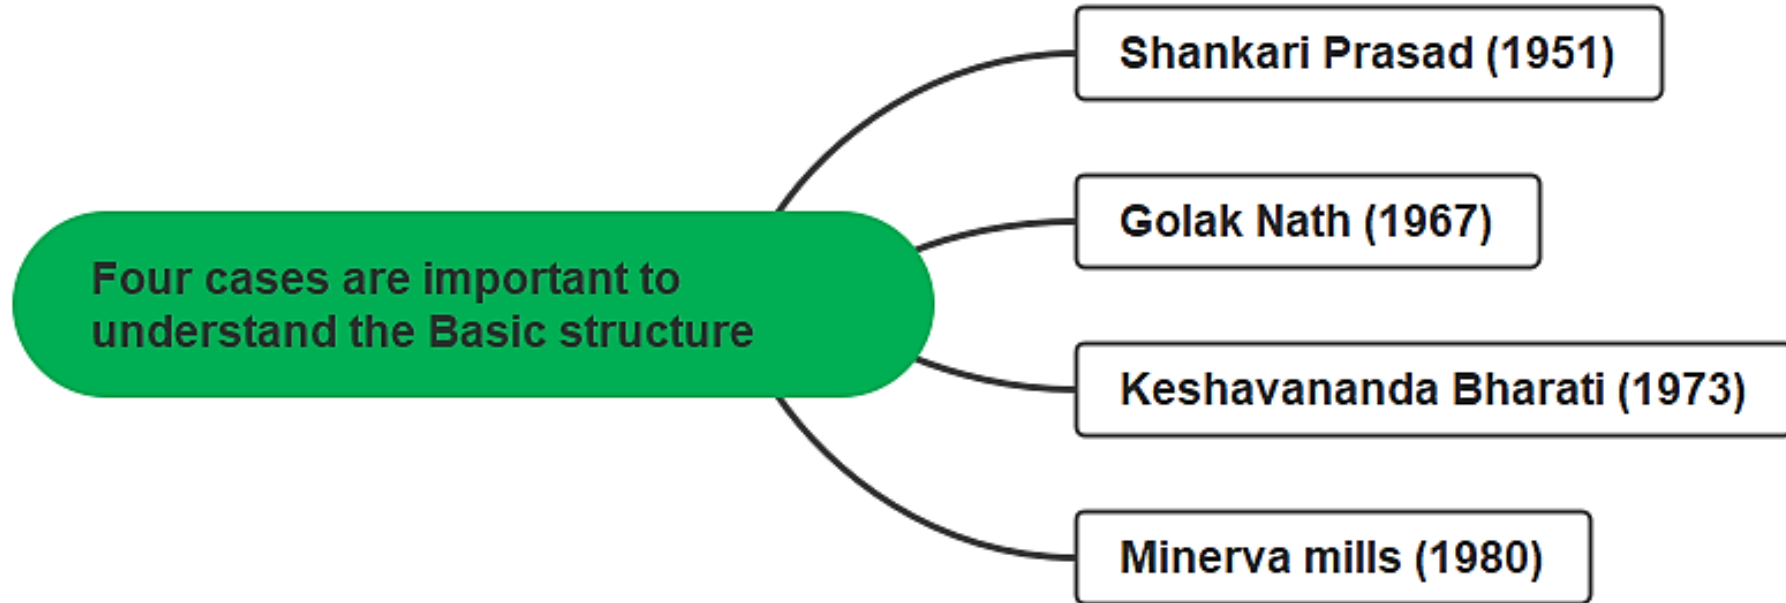 Four cases are important to
understand the Basic structure
Shankari Prasad (1951)
Golak Nath (1967)
Keshavananda Bharati (1973)
Minerva mills (1980)